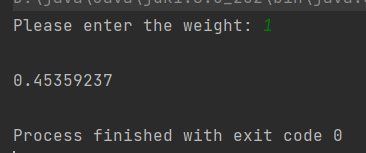 Please enter the weight: 1
0.45359237
Process finished with exit code 0